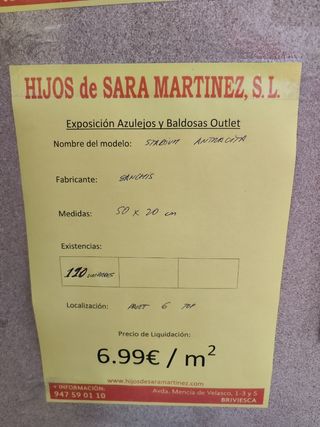 HIJOS de SARA MARTINEZ, S.L.
Exposición Azulejos y Baldosas Outlet
Nombre del modelo: STADIUM ANTRACITA
Fabricante: SANCHIS
Medidas: 50 x 20 cm
Existencias:
Localización: 6 TOP
Precio de Liquidación:
6.99€ / m²
www.hijosdesaramartinez.com
+ INFORMACIÓN:
947 59 01 10
Avda. Mencía de Velasco, 1-3 y 5
BRIVIESCA